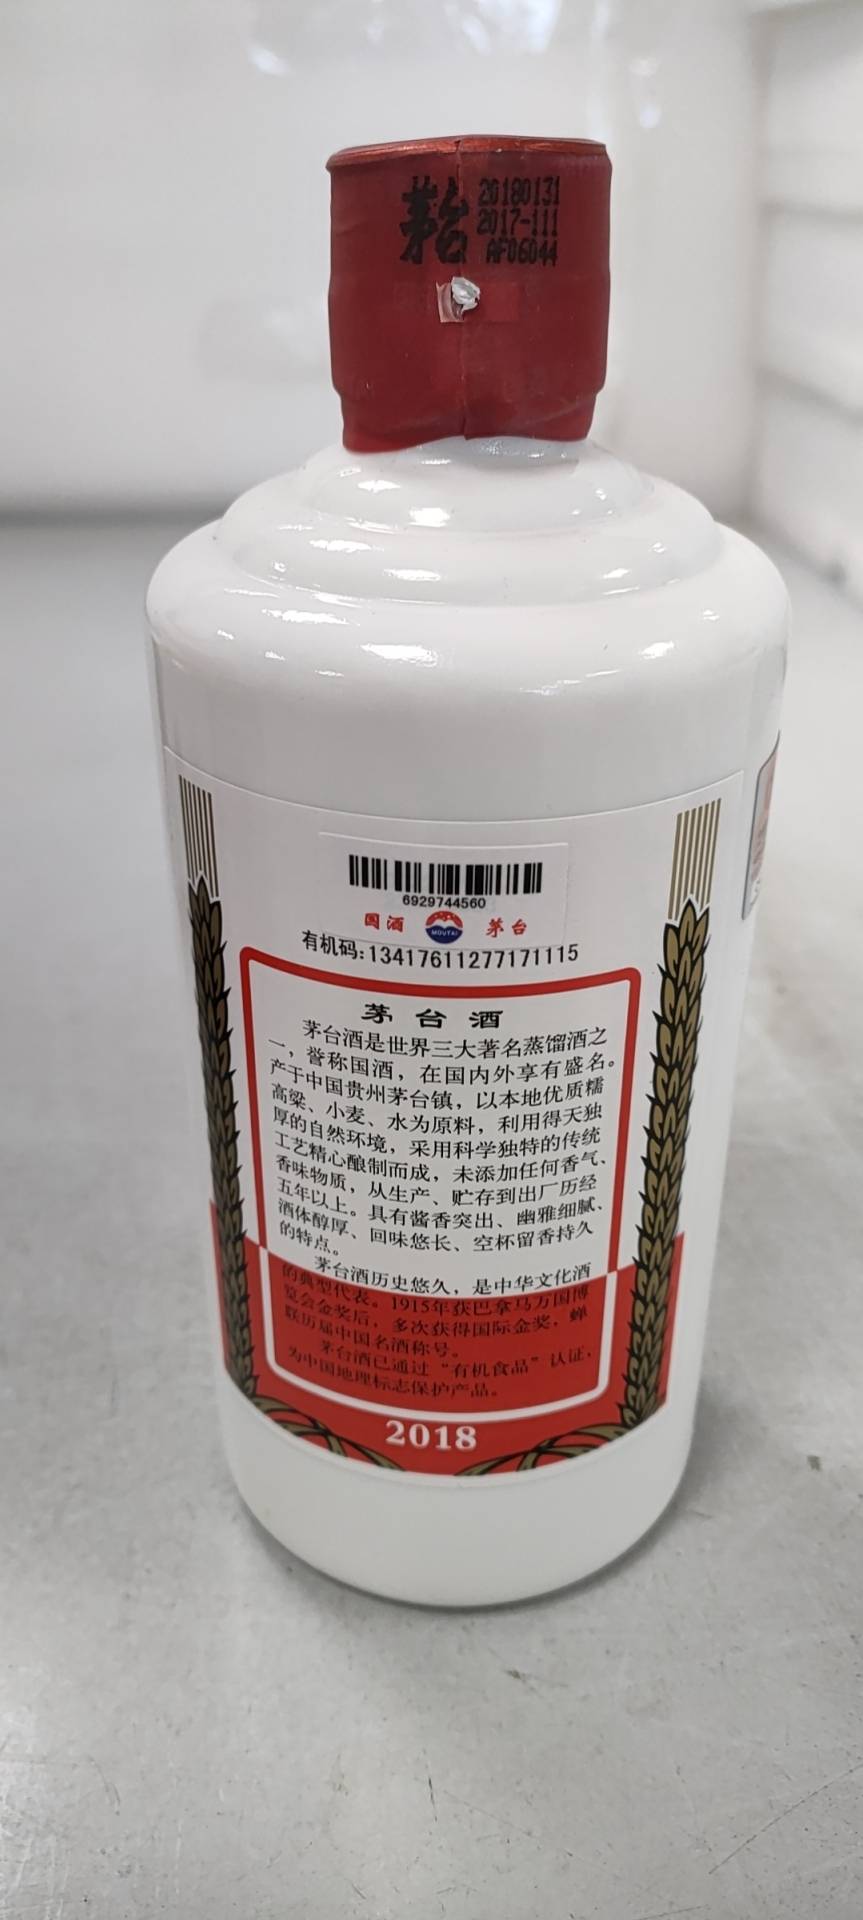 茅台
20180131
2017-111
AF06044
6929744560
国酒 MOUTAI 茅台
有机码:13417611277171115
茅台酒
茅台酒是世界三大著名蒸馏酒之
一，誉称国酒，在国内外享有盛名。
产于中国贵州茅台镇，以本地优质糯
高粱、小麦、水为原料，利用得天独
厚的自然环境，采用科学独特的传统
工艺精心酿制而成，未添加任何香气、
香味物质，从生产、贮存到出厂历经
五年以上。具有酱香突出、幽雅细腻、
酒体醇厚、回味悠长、空杯留香持久
的特点。
茅台酒历史悠久，是中华文化酒
的典型代表。1915年获巴拿马万国博
览会金奖后，多次获得国际金奖，蝉
联历届中国名酒称号。
茅台酒已通过“有机食品”认证，
为中国地理标志保护产品。
2018